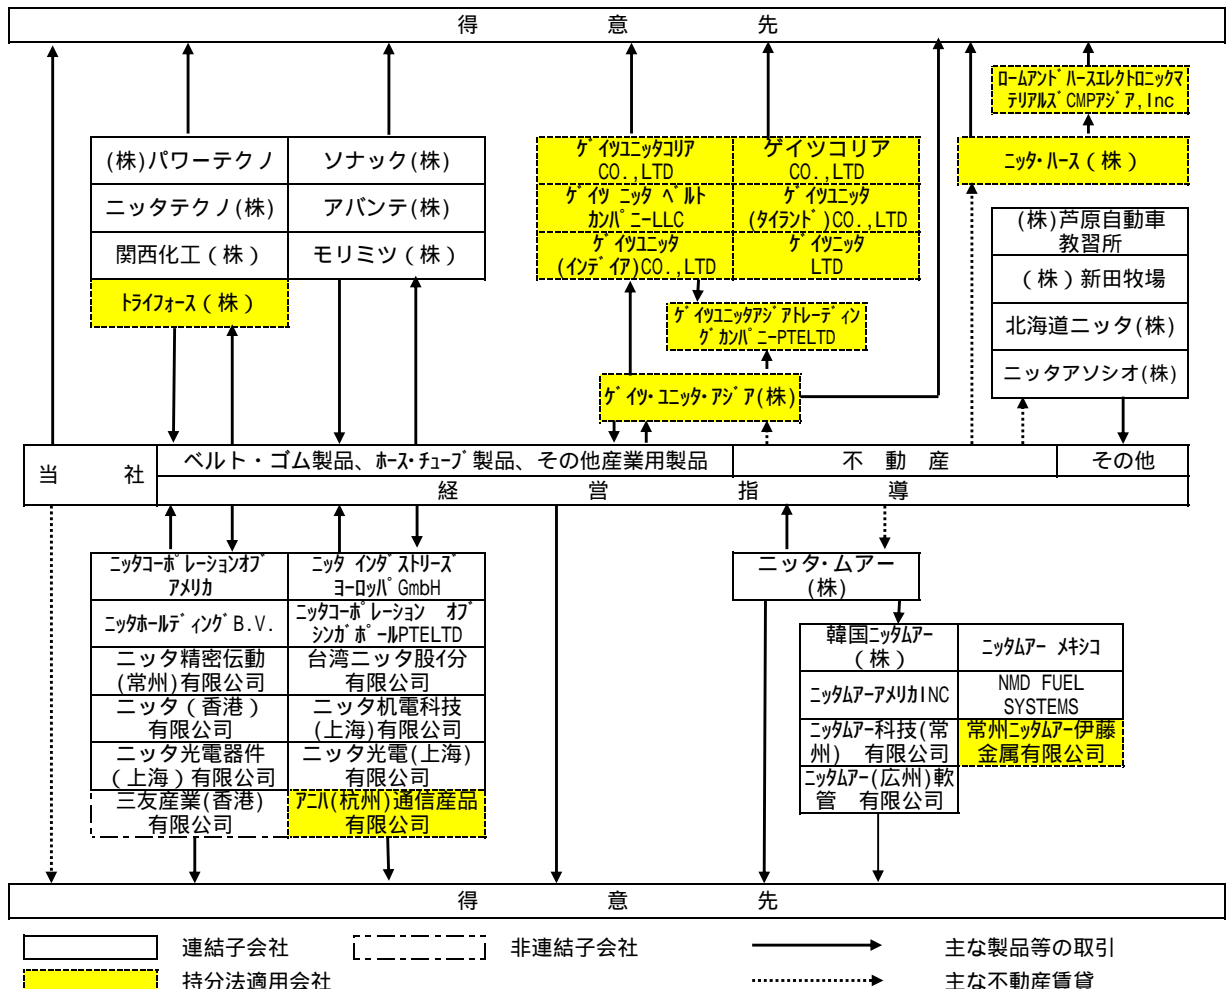 得 意 先
ロームアンドハースエレクトロニックマ
テリアルズCMPアジア,Inc
(株)パワーテクノ
ソナック(株)
ゲイツユニッタコリア
CO.,LTD
ゲイツコリア
CO.,LTD
ニッタ・ハース(株)
ニッタテクノ(株)
アバンテ(株)
ゲイツ ニッタ ベルト
カンパニーLLC
ゲイツユニッタ
(タイランド)CO.,LTD
(株)芦原自動車
教習所
関西化工(株)
モリミツ(株)
ゲイツユニッタ
(インディア)CO.,LTD
ゲイツニッタ
LTD
(株)新田牧場
トライフォース(株)
ゲイツユニッタアジアトレーディン
グカンパニーPTELTD
北海道ニッタ(株)
ゲイツ・ユニッタ・アジア(株)
ニッタアソシオ(株)
当 社
ベルト・ゴム製品、ホース・チューブ製品、その他産業用製品
不 動 産
その他
経 営 指 導
ニッタコーポレーションオブ
アメリカ
ニッタ インダストリーズ
ヨーロッパGmbH
ニッタ・ムアー
(株)
ニッタホールディングB.V.
ニッタコーポレーション オブ
シンガポールPTELTD
韓国ニッタムアー
(株)
ニッタムアー メキシコ
ニッタ精密伝動
(常州)有限公司
台湾ニッタ股イ分
有限公司
ニッタムアーアメリカINC
NMD FUEL
SYSTEMS
ニッタ(香港)
有限公司
ニッタ机電科技
(上海)有限公司
ニッタムアー科技(常
州) 有限公司
常州ニッタムアー伊藤
金属有限公司
ニッタ光電器件
(上海)有限公司
ニッタ光電(上海)
有限公司
ニッタムアー(広州)軟
管 有限公司
三友産業(香港)
有限公司
アニハ(杭州)通信産品
有限公司
得 意 先
連結子会社
非連結子会社
主な製品等の取引
持分法適用会社
主な不動産賃貸